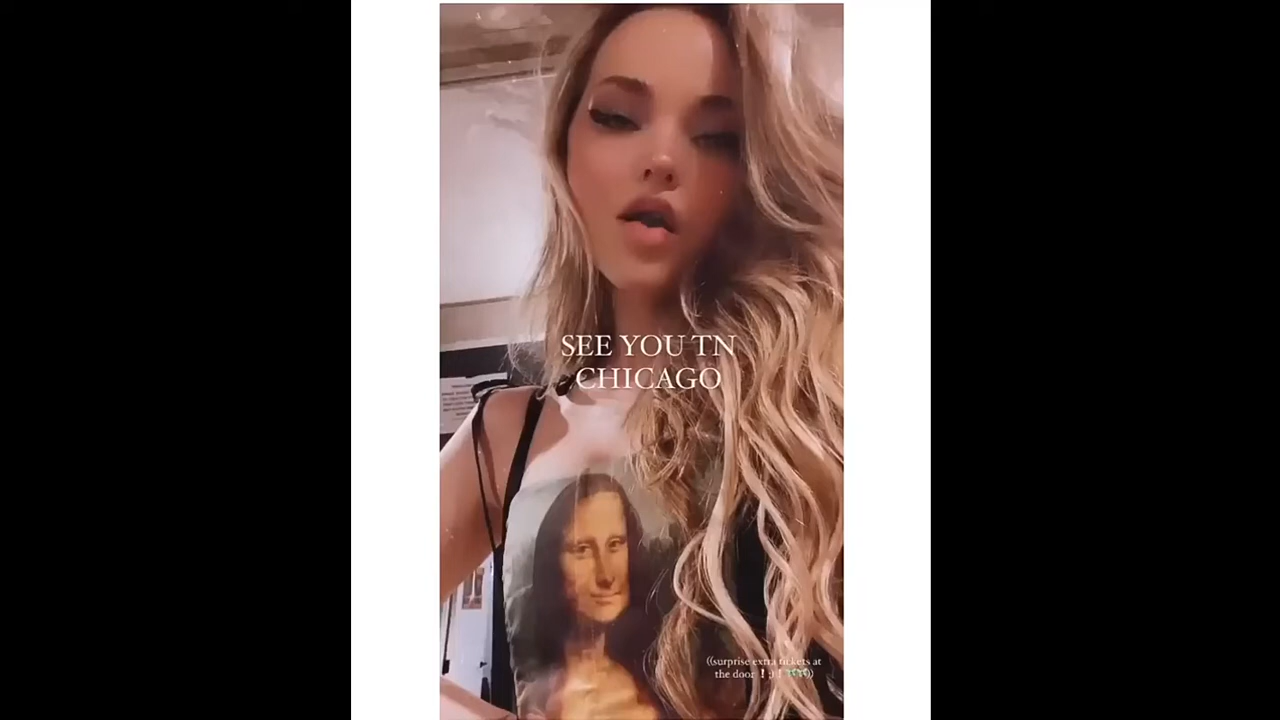 SEE YOU TN
CHICAGO
((surprise extra tickets at
the door ! ;) ! 💸💸))